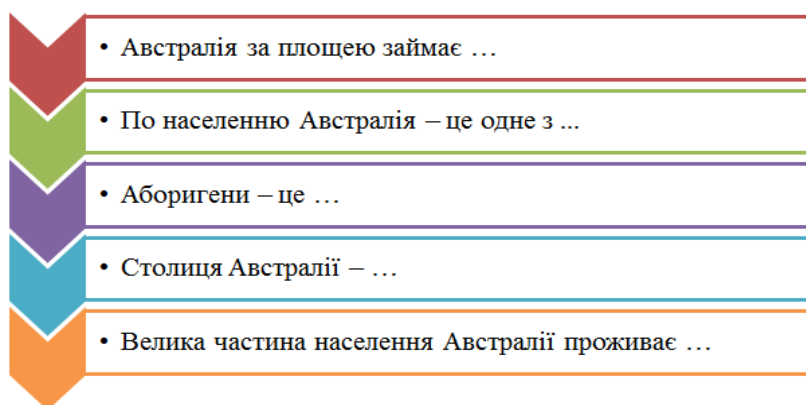 • Австралія за площею займає …
• По населенню Австралія – це одне з ...
• Аборигени – це …
• Столиця Австралії – …
• Велика частина населення Австралії проживає …